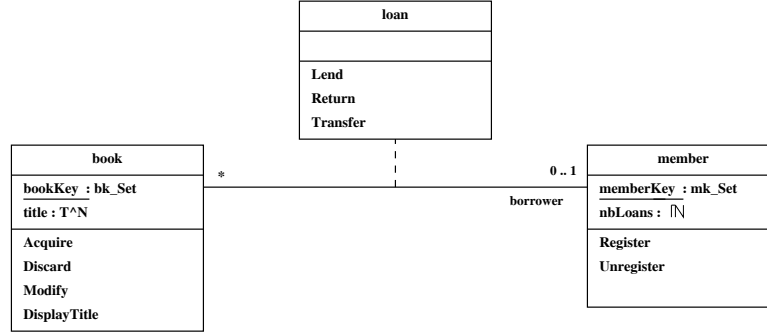 loan
Lend
Return
Transfer
book
bookKey : bk_Set
title : T^N
Acquire
Discard
Modify
DisplayTitle
*
0 .. 1
borrower
member
memberKey : mk_Set
nbLoans : ℕ
Register
Unregister